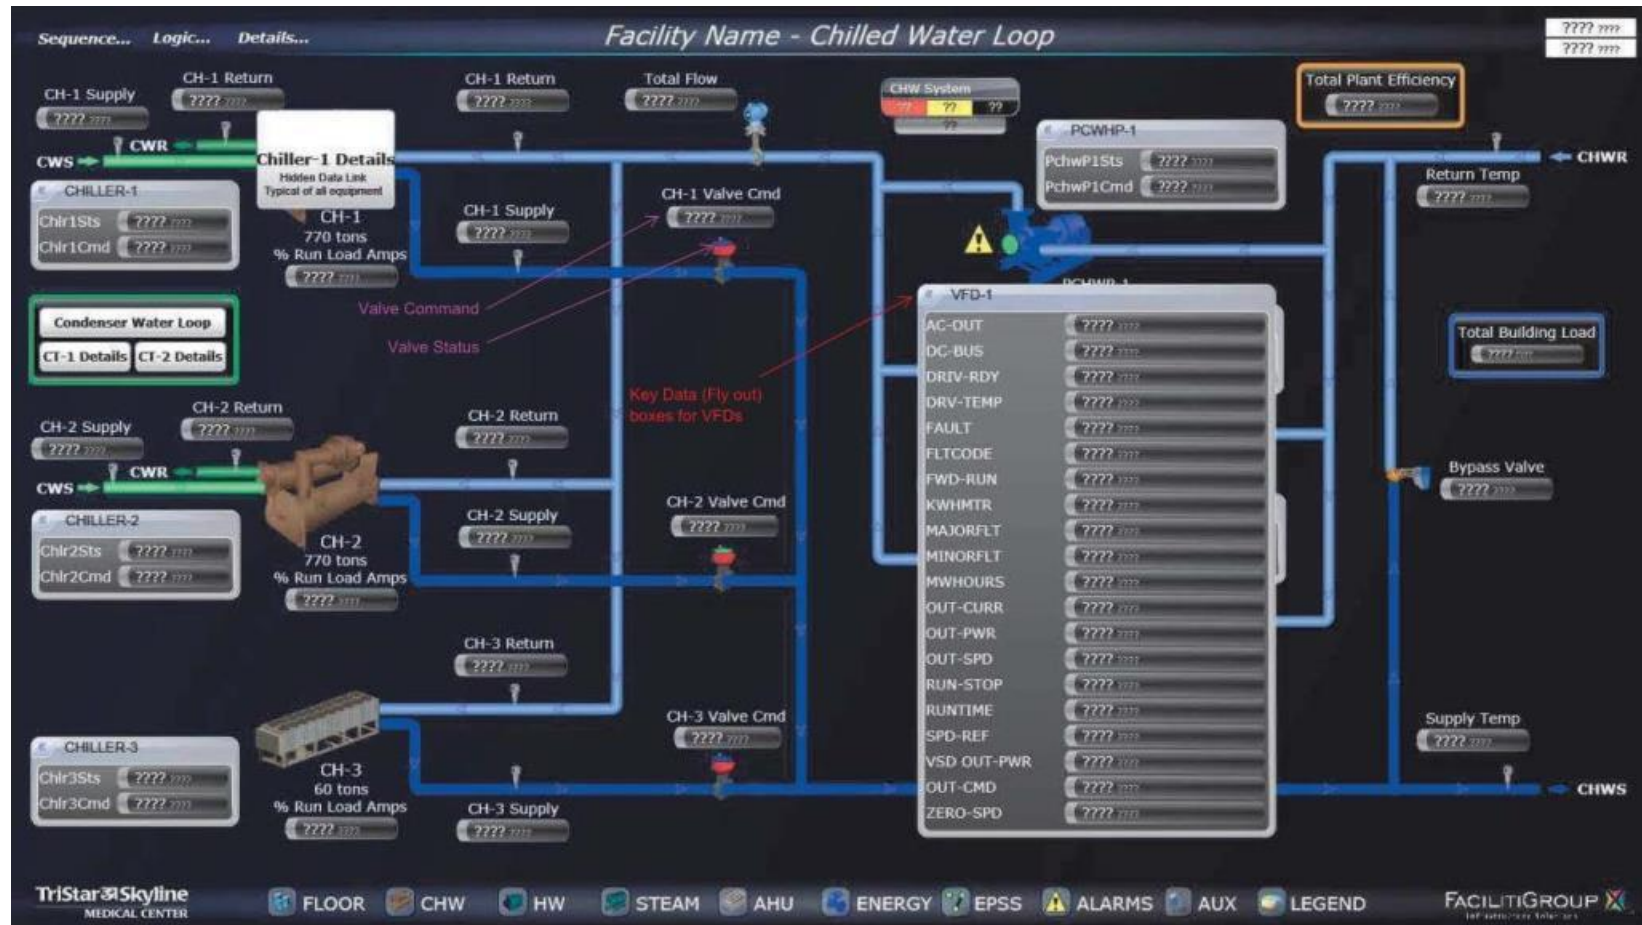 Sequence... Logic... Details...
Facility Name - Chilled Water Loop
???? ????
???? ????
CH-1 Supply
???? ????
CH-1 Return
???? ????
CH-1 Return
???? ????
Total Flow
???? ????
CHW System
?? ?? ??
??
Total Plant Efficiency
???? ????
CWR
CWS
Chiller-1 Details
Hidden Data Link
Typical of all equipment
PCWHP-1
PchwP1Sts ???? ????
PchwP1Cmd ???? ????
CHWR
Return Temp
???? ????
CHILLER-1
Chlr1Sts ???? ????
Chlr1Cmd ???? ????
CH-1
770 tons
% Run Load Amps
???? ????
CH-1 Supply
???? ????
CH-1 Valve Cmd
???? ????
Valve Command
Valve Status
Key Data (Fly out)
boxes for VFDs
Condenser Water Loop
CT-1 Details CT-2 Details
PCHWP-1
VFD-1
AC-OUT ???? ????
DC-BUS ???? ????
DRIV-RDY ???? ????
DRV-TEMP ???? ????
FAULT ???? ????
FLTCODE ???? ????
FWD-RUN ???? ????
KWHMTR ???? ????
MAJORFLT ???? ????
MINORFLT ???? ????
MWHOURS ???? ????
OUT-CURR ???? ????
OUT-PWR ???? ????
OUT-SPD ???? ????
RUN-STOP ???? ????
RUNTIME ???? ????
SPD-REF ???? ????
VSD OUT-PWR ???? ????
OUT-CMD ???? ????
ZERO-SPD ???? ????
Total Building Load
???? ????
CH-2 Supply
???? ????
CH-2 Return
???? ????
CH-2 Return
???? ????
CWR
CWS
CHILLER-2
Chlr2Sts ???? ????
Chlr2Cmd ???? ????
CH-2
770 tons
% Run Load Amps
???? ????
CH-2 Supply
???? ????
CH-2 Valve Cmd
???? ????
Bypass Valve
???? ????
CH-3 Return
???? ????
CH-3 Valve Cmd
???? ????
CHILLER-3
Chlr3Sts ???? ????
Chlr3Cmd ???? ????
CH-3
60 tons
% Run Load Amps
???? ????
CH-3 Supply
???? ????
Supply Temp
???? ????
CHWS
TriStar Skyline
MEDICAL CENTER
FLOOR CHW HW STEAM AHU ENERGY EPSS ALARMS AUX LEGEND
FACILITIGROUP
Infrastructure Solutions